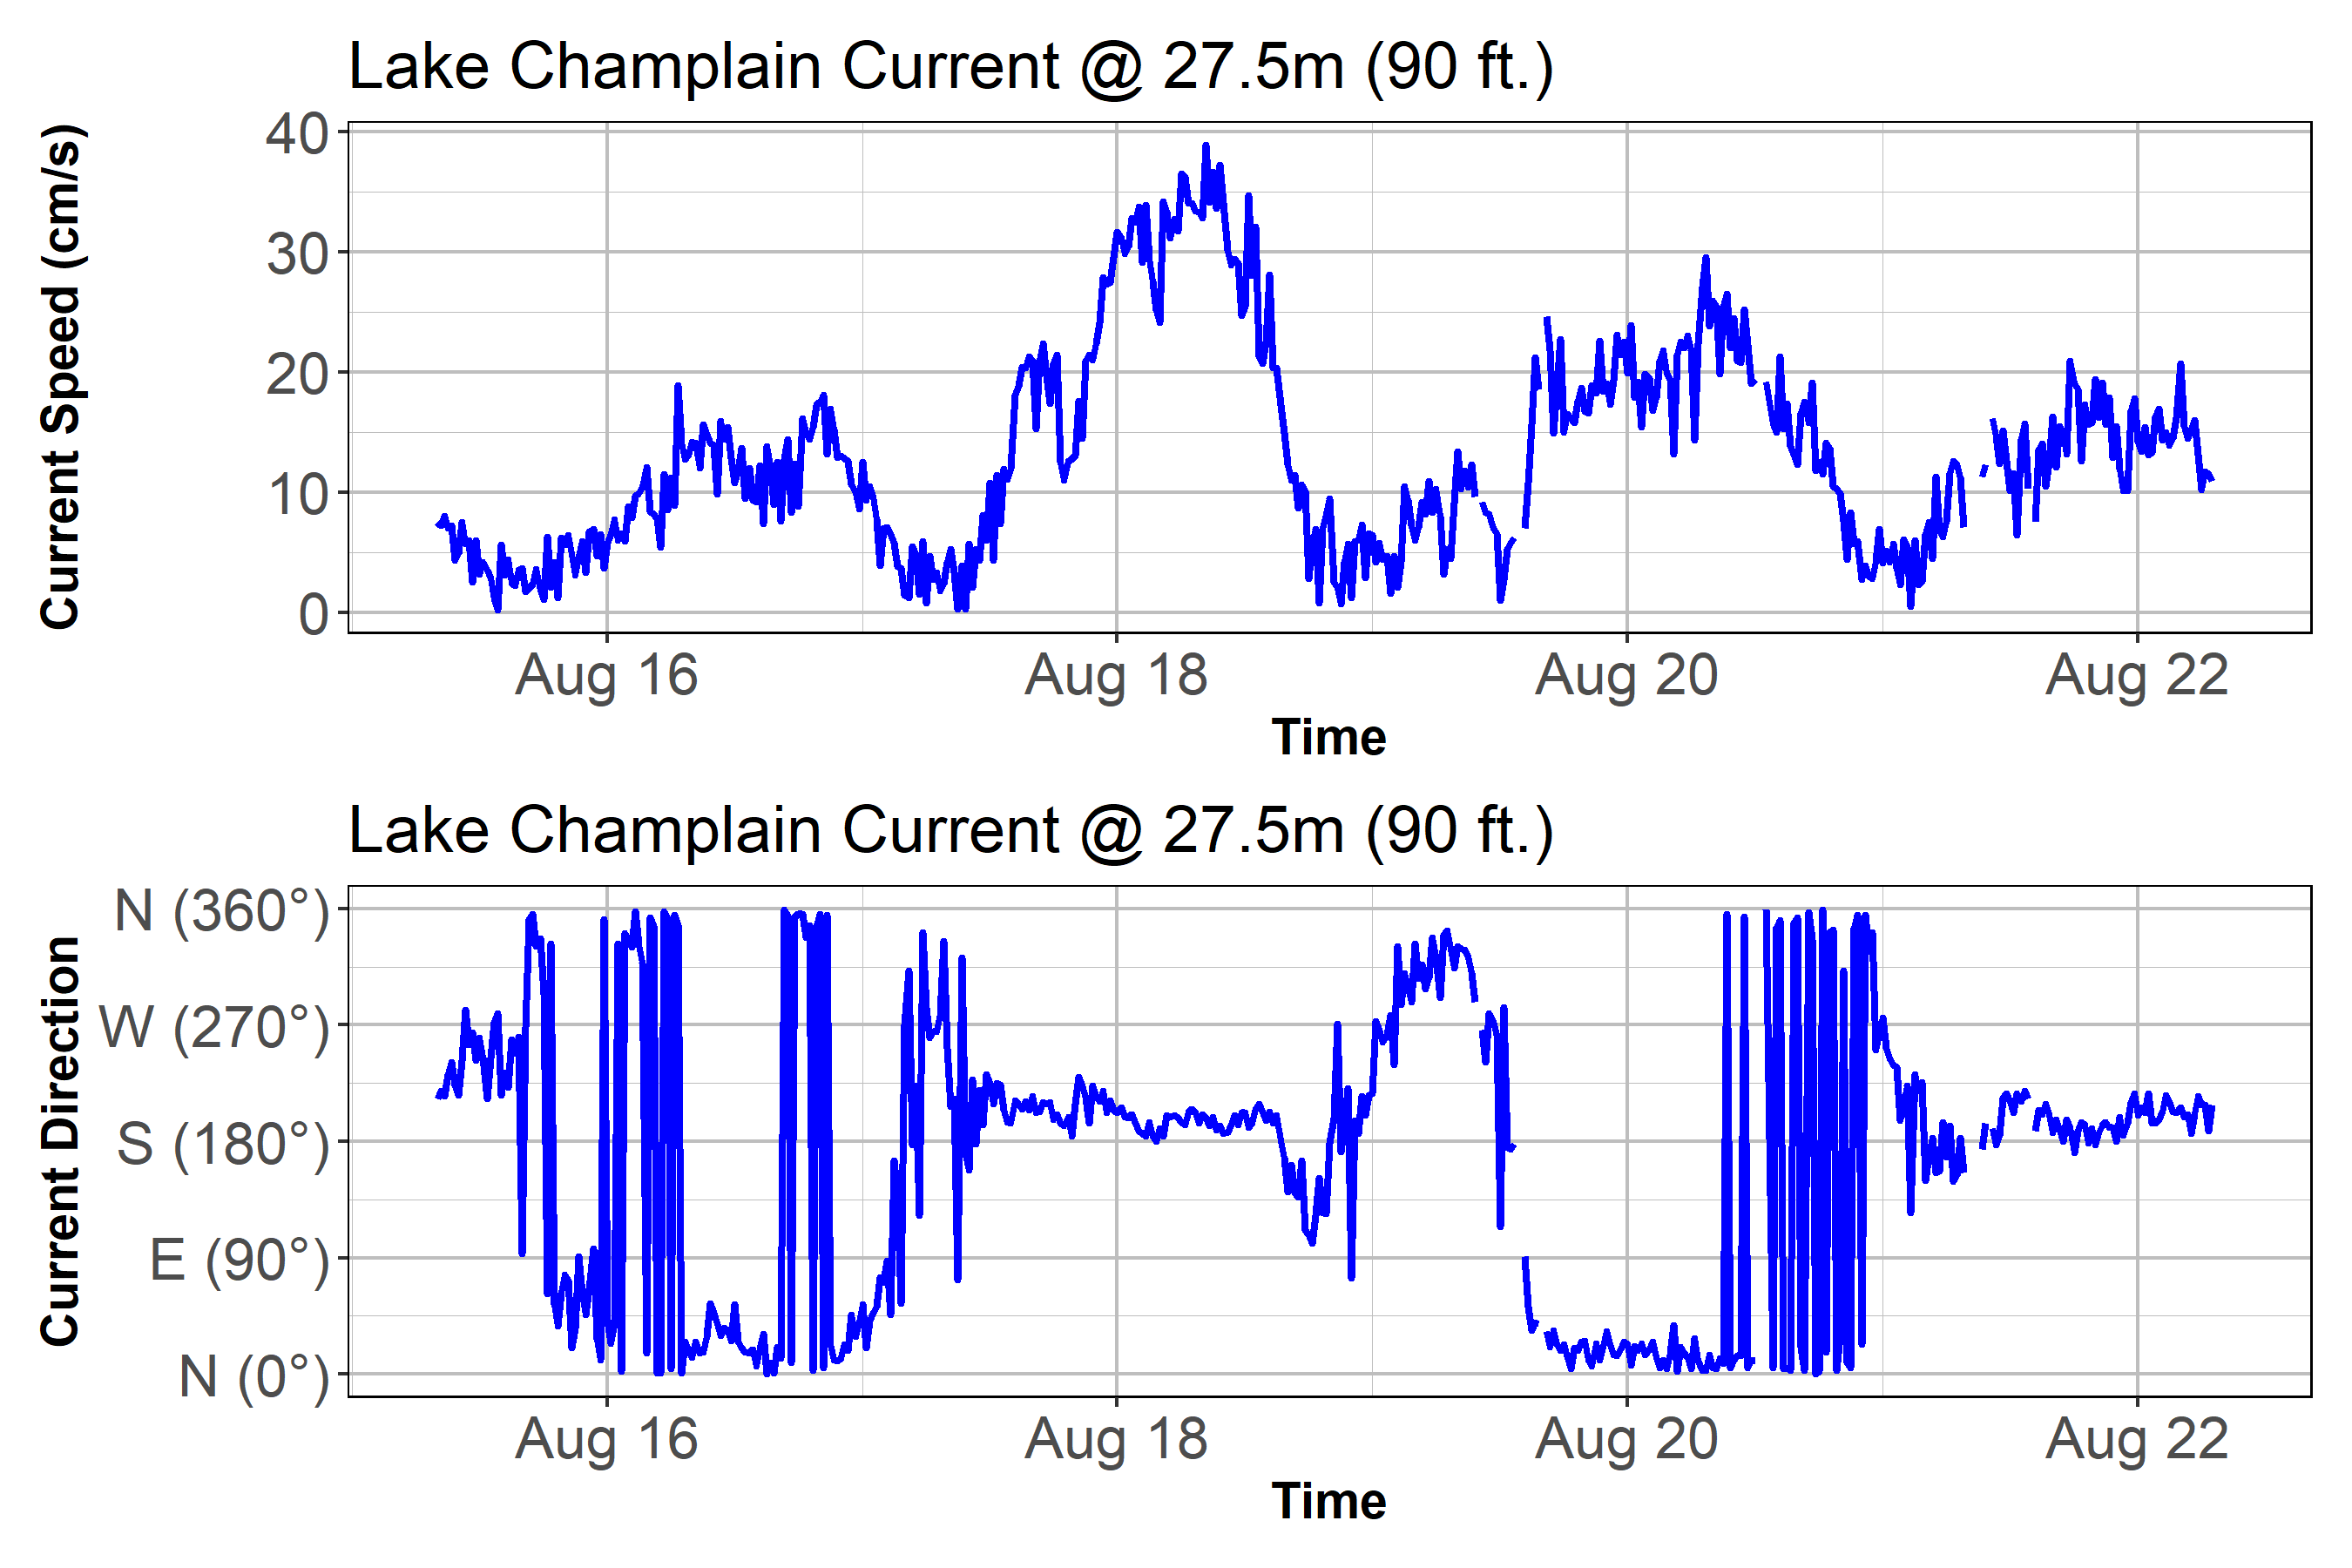 Lake Champlain Current @ 27.5m (90 ft.)
Current Speed (cm/s)
40
30
20
10
0
Aug 16 Aug 18 Aug 20 Aug 22
Time
Lake Champlain Current @ 27.5m (90 ft.)
Current Direction
N (360°)
W (270°)
S (180°)
E (90°)
N (0°)
Aug 16 Aug 18 Aug 20 Aug 22
Time